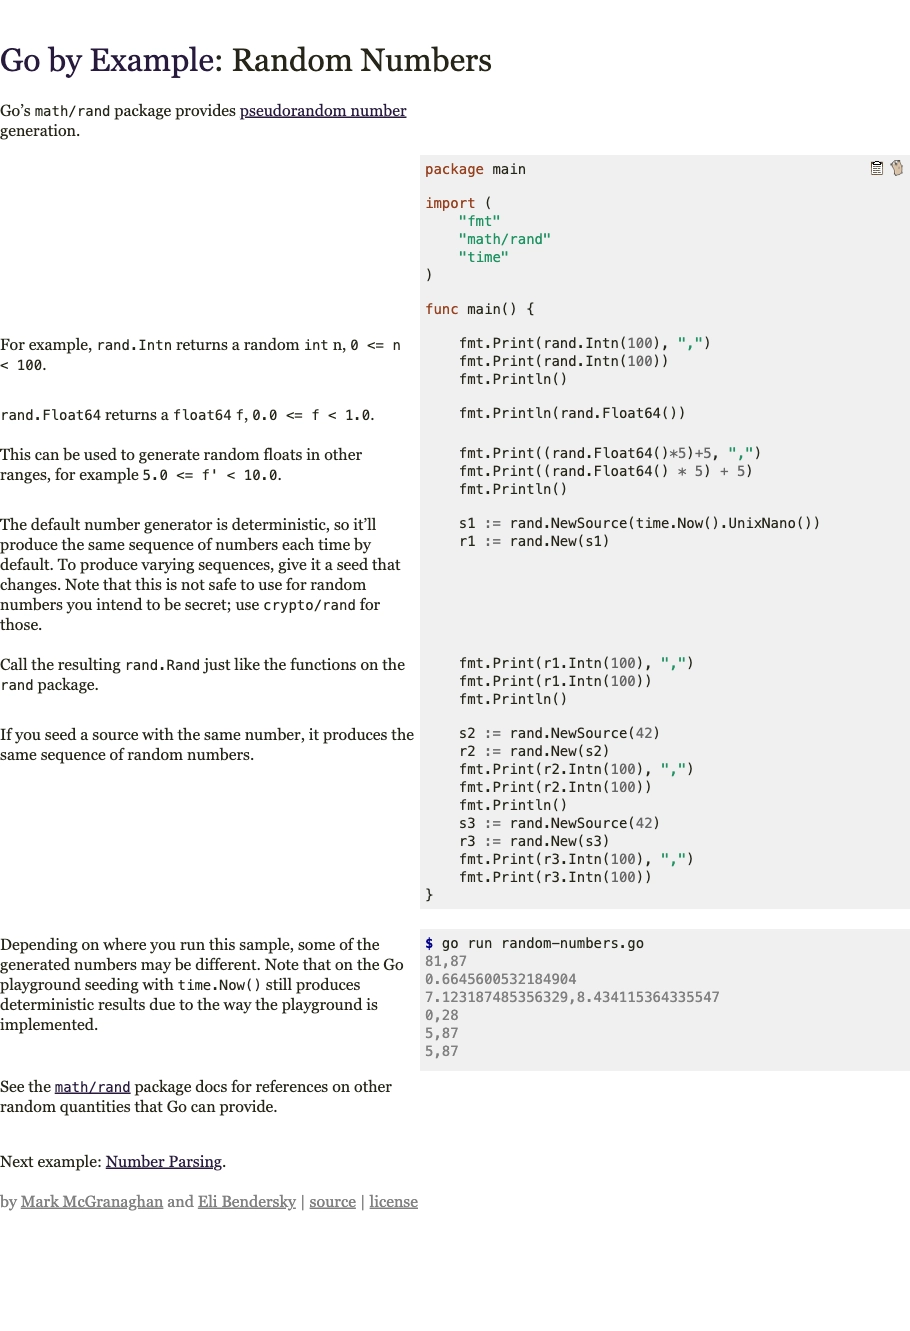 Go by Example: Random Numbers
Go’s math/rand package provides pseudorandom number
generation.
package main
import (
    "fmt"
    "math/rand"
    "time"
)
func main() {
For example, rand.Intn returns a random int n, 0 <= n
< 100.
    fmt.Print(rand.Intn(100), ",")
    fmt.Print(rand.Intn(100))
    fmt.Println()
rand.Float64 returns a float64 f, 0.0 <= f < 1.0.
    fmt.Println(rand.Float64())
This can be used to generate random floats in other
ranges, for example 5.0 <= f' < 10.0.
    fmt.Print((rand.Float64()*5)+5, ",")
    fmt.Print((rand.Float64() * 5) + 5)
    fmt.Println()
The default number generator is deterministic, so it’ll
produce the same sequence of numbers each time by
default. To produce varying sequences, give it a seed that
changes. Note that this is not safe to use for random
numbers you intend to be secret; use crypto/rand for
those.
    s1 := rand.NewSource(time.Now().UnixNano())
    r1 := rand.New(s1)
Call the resulting rand.Rand just like the functions on the
rand package.
    fmt.Print(r1.Intn(100), ",")
    fmt.Print(r1.Intn(100))
    fmt.Println()
If you seed a source with the same number, it produces the
same sequence of random numbers.
    s2 := rand.NewSource(42)
    r2 := rand.New(s2)
    fmt.Print(r2.Intn(100), ",")
    fmt.Print(r2.Intn(100))
    fmt.Println()
    s3 := rand.NewSource(42)
    r3 := rand.New(s3)
    fmt.Print(r3.Intn(100), ",")
    fmt.Print(r3.Intn(100))
}
Depending on where you run this sample, some of the
generated numbers may be different. Note that on the Go
playground seeding with time.Now() still produces
deterministic results due to the way the playground is
implemented.
$ go run random-numbers.go
81,87
0.6645600532184904
7.123187485356329,8.434115364335547
0,28
5,87
5,87
See the math/rand package docs for references on other
random quantities that Go can provide.
Next example: Number Parsing.
by Mark McGranaghan and Eli Bendersky | source | license